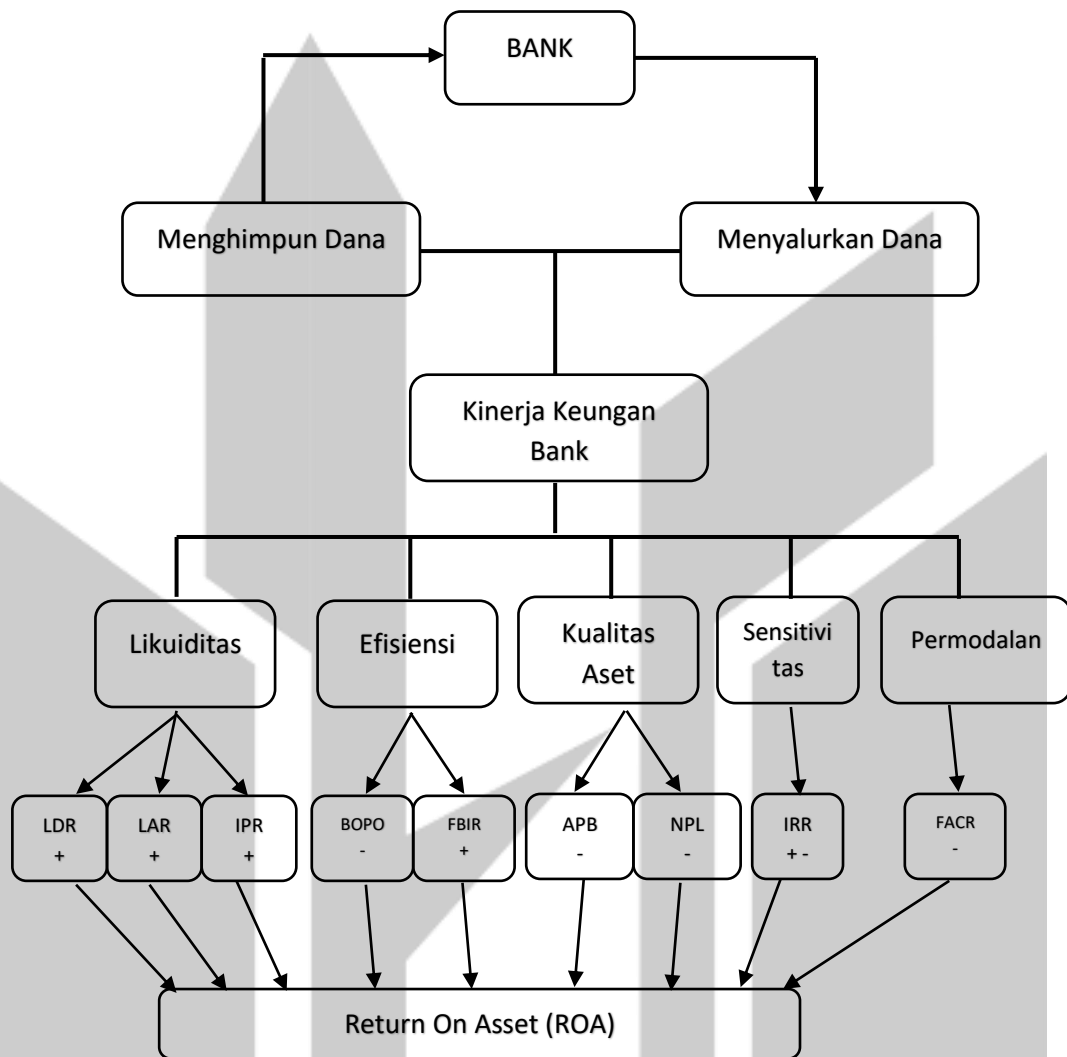 BANK
Menghimpun Dana
Menyalurkan Dana
Kinerja Keungan
Bank
Likuiditas
Efisiensi
Kualitas
Aset
Sensitivi
tas
Permodalan
LDR
+
LAR
+
IPR
+
BOPO
-
FBIR
+
APB
-
NPL
-
IRR
+ -
FACR
-
Return On Asset (ROA)